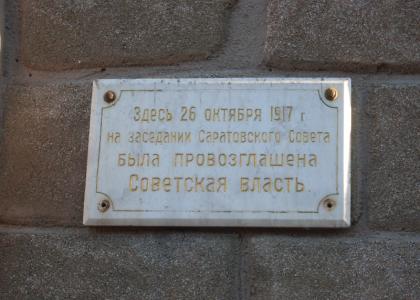 Здесь 26 октября 1917 г
на заседании Саратовского Совета
была провозглашена
Советская власть.